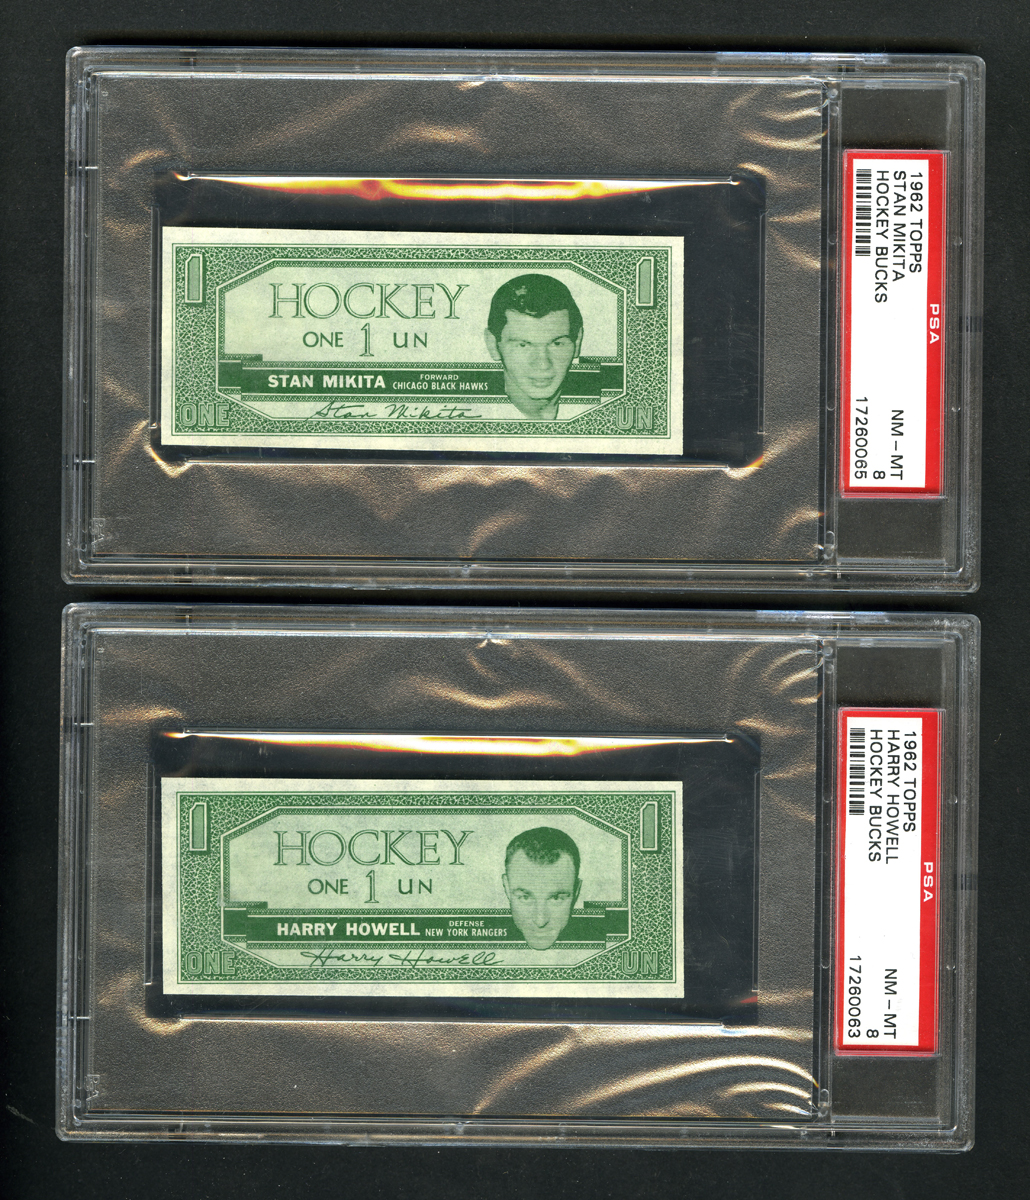 1 1
HOCKEY
ONE 1 UN
STAN MIKITA FORWARD CHICAGO BLACK HAWKS
Stan Mikita
ONE UN
1962 TOPPS
STAN MIKITA
HOCKEY BUCKS
PSA
NM-MT
8
17260065
1 1
HOCKEY
ONE 1 UN
HARRY HOWELL DEFENSE NEW YORK RANGERS
Harry Howell
ONE UN
1962 TOPPS
HARRY HOWELL
HOCKEY BUCKS
PSA
NM-MT
8
17260063